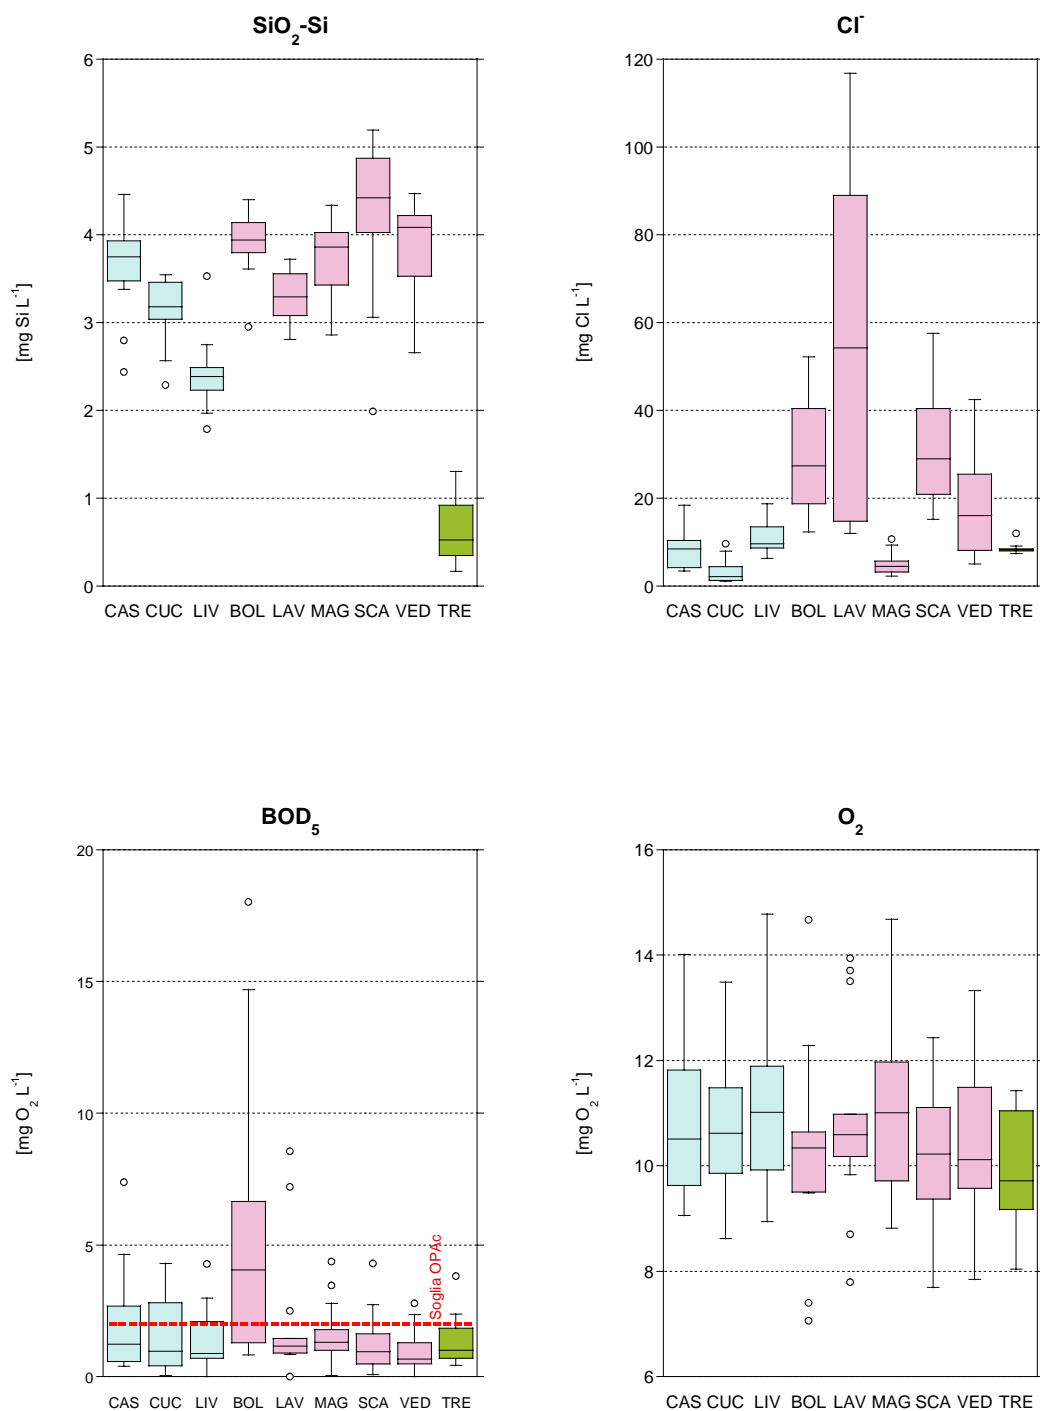 SiO2-Si
6
5
4
3
2
1
0
[mg Si L-1]
CAS CUC LIV BOL LAV MAG SCA VED TRE
Cl-
120
100
80
60
40
20
0
[mg Cl L-1]
CAS CUC LIV BOL LAV MAG SCA VED TRE
BOD5
20
15
10
5
0
[mg O2 L-1]
Soglia OPAc
CAS CUC LIV BOL LAV MAG SCA VED TRE
O2
16
14
12
10
8
6
[mg O2 L-1]
CAS CUC LIV BOL LAV MAG SCA VED TRE